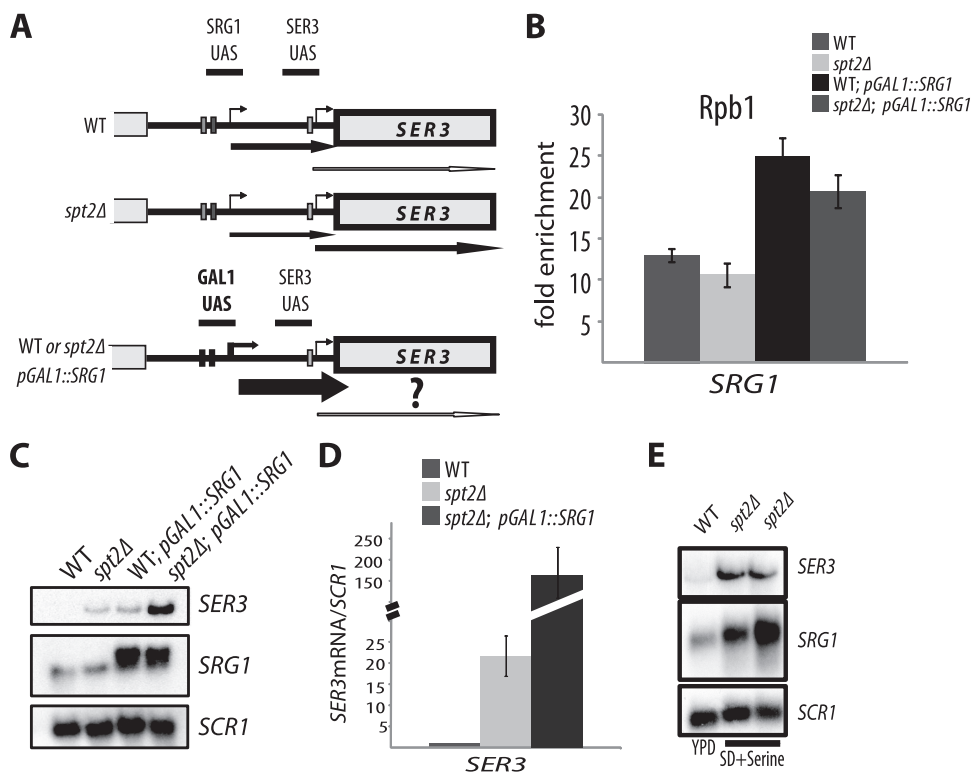 A
SRG1
UAS
SER3
UAS
WT
SER3
spt2Δ
SER3
GAL1
UAS
SER3
UAS
WT or spt2Δ
pGAL1::SRG1
SER3
?
B
WT
spt2Δ
WT; pGAL1::SRG1
spt2Δ; pGAL1::SRG1
Rpb1
fold enrichment
30
25
20
15
10
5
SRG1
C
WT
spt2Δ
WT; pGAL1::SRG1
spt2Δ; pGAL1::SRG1
SER3
SRG1
SCR1
D
WT
spt2Δ
spt2Δ; pGAL1::SRG1
SER3mRNA/SCR1
250
200
150
25
20
15
10
5
SER3
E
WT
spt2Δ
spt2Δ
SER3
SRG1
SCR1
YPD
SD+Serine